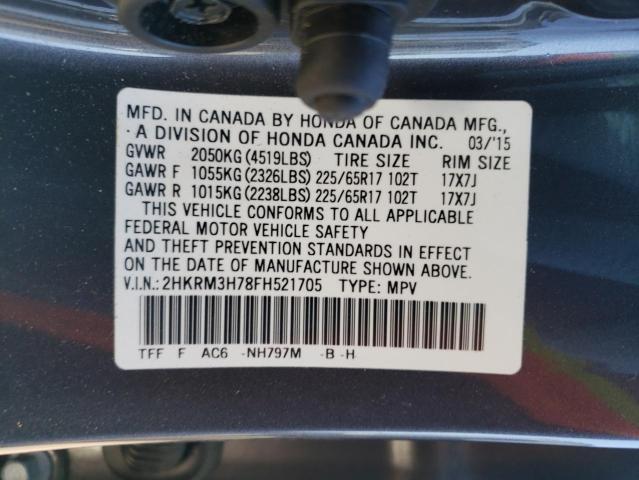 MFD. IN CANADA BY HONDA OF CANADA MFG.,
A DIVISION OF HONDA CANADA INC. 03/'15
GVWR 2050KG (4519LBS) TIRE SIZE RIM SIZE
GAWR F 1055KG (2326LBS) 225/65R17 102T 17X7J
GAWR R 1015KG (2238LBS) 225/65R17 102T 17X7J
THIS VEHICLE CONFORMS TO ALL APPLICABLE
FEDERAL MOTOR VEHICLE SAFETY
AND THEFT PREVENTION STANDARDS IN EFFECT
ON THE DATE OF MANUFACTURE SHOWN ABOVE.
V.I.N.: 2HKRM3H78FH521705 TYPE: MPV
TFF F AC6 -NH797M -B -H